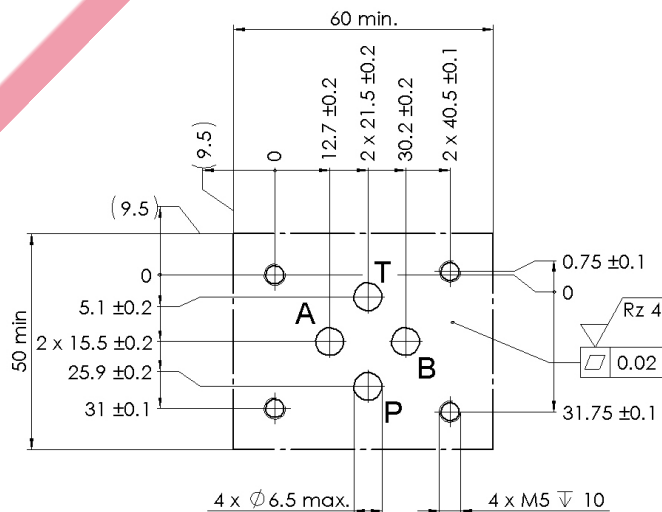 60 min.
(9.5)
0
12.7 ±0.2
2 x 21.5 ±0.2
30.2 ±0.2
2 x 40.5 ±0.1
(9.5)
0
5.1 ±0.2
2 x 15.5 ±0.2
25.9 ±0.2
31 ±0.1
50 min
T
A
B
P
0.75 ±0.1
0
Rz 4
0.02
31.75 ±0.1
4 x ∅6.5 max.
4 x M5 ↧ 10